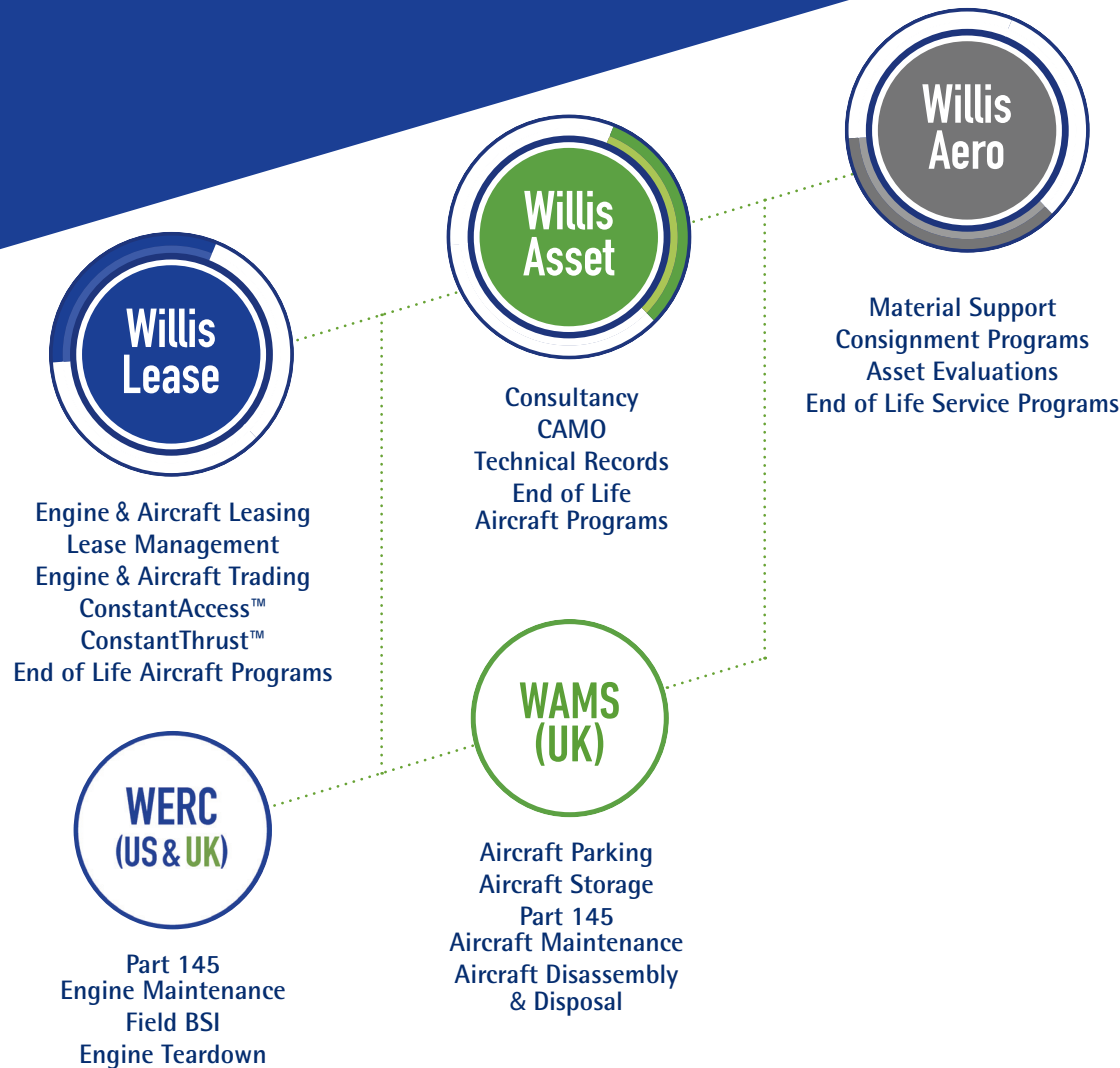 Willis
Lease
Engine & Aircraft Leasing
Lease Management
Engine & Aircraft Trading
ConstantAccess™
ConstantThrust™
End of Life Aircraft Programs
Willis
Asset
Consultancy
CAMO
Technical Records
End of Life
Aircraft Programs
Willis
Aero
Material Support
Consignment Programs
Asset Evaluations
End of Life Service Programs
WERC
(US & UK)
Part 145
Engine Maintenance
Field BSI
Engine Teardown
WAMS
(UK)
Aircraft Parking
Aircraft Storage
Part 145
Aircraft Maintenance
Aircraft Disassembly
& Disposal